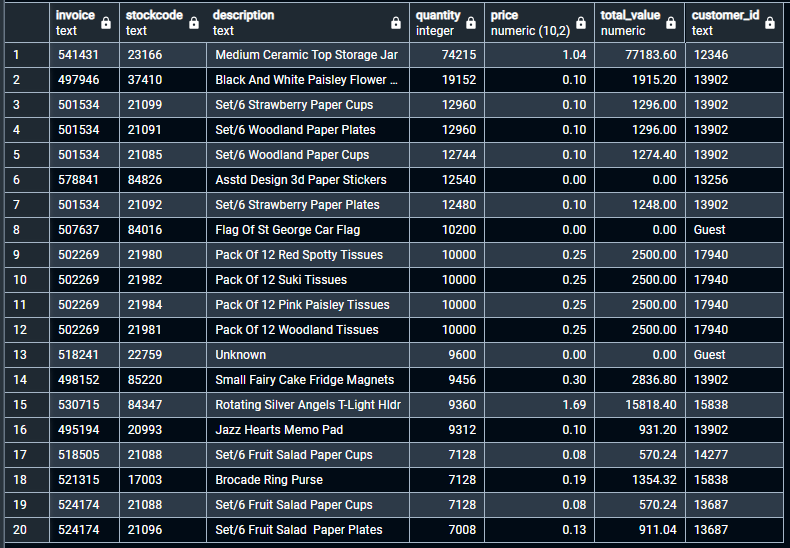 invoice stockcode description quantity price total_value customer_id
text text text integer numeric (10,2) numeric text
1 541431 23166 Medium Ceramic Top Storage Jar 74215 1.04 77183.60 12346
2 497946 37410 Black And White Paisley Flower ... 19152 0.10 1915.20 13902
3 501534 21099 Set/6 Strawberry Paper Cups 12960 0.10 1296.00 13902
4 501534 21091 Set/6 Woodland Paper Plates 12960 0.10 1296.00 13902
5 501534 21085 Set/6 Woodland Paper Cups 12744 0.10 1274.40 13902
6 578841 84826 Asstd Design 3d Paper Stickers 12540 0.00 0.00 13256
7 501534 21092 Set/6 Strawberry Paper Plates 12480 0.10 1248.00 13902
8 507637 84016 Flag Of St George Car Flag 10200 0.00 0.00 Guest
9 502269 21980 Pack Of 12 Red Spotty Tissues 10000 0.25 2500.00 17940
10 502269 21982 Pack Of 12 Suki Tissues 10000 0.25 2500.00 17940
11 502269 21984 Pack Of 12 Pink Paisley Tissues 10000 0.25 2500.00 17940
12 502269 21981 Pack Of 12 Woodland Tissues 10000 0.25 2500.00 17940
13 518241 22759 Unknown 9600 0.00 0.00 Guest
14 498152 85220 Small Fairy Cake Fridge Magnets 9456 0.30 2836.80 13902
15 530715 84347 Rotating Silver Angels T-Light Hldr 9360 1.69 15818.40 15838
16 495194 20993 Jazz Hearts Memo Pad 9312 0.10 931.20 13902
17 518505 21088 Set/6 Fruit Salad Paper Cups 7128 0.08 570.24 14277
18 521315 17003 Brocade Ring Purse 7128 0.19 1354.32 15838
19 524174 21088 Set/6 Fruit Salad Paper Cups 7128 0.08 570.24 13687
20 524174 21096 Set/6 Fruit Salad  Paper Plates 7008 0.13 911.04 13687